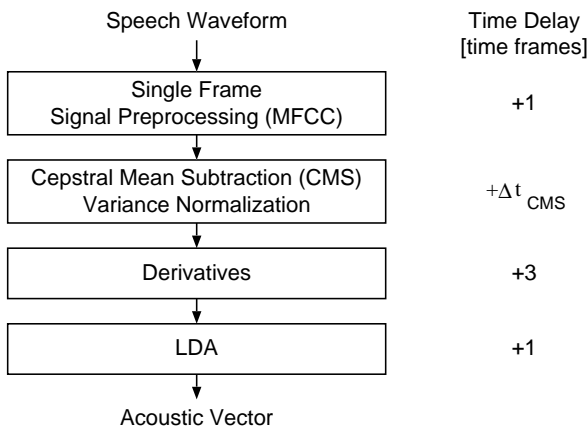 Speech Waveform
Time Delay
[time frames]
Single Frame
Signal Preprocessing (MFCC)
+1
Cepstral Mean Subtraction (CMS)
Variance Normalization
+Δt CMS
Derivatives
+3
LDA
+1
Acoustic Vector